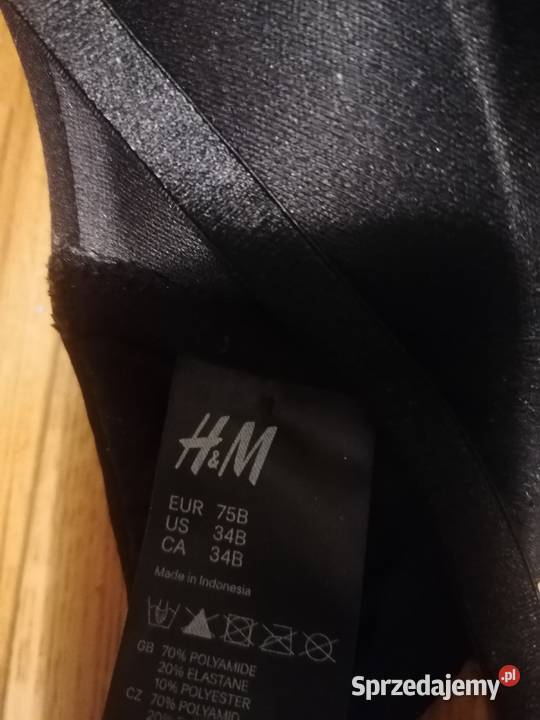 H&M
EUR 75B
US 34B
CA 34B
Made in Indonesia
GB 70% POLYAMIDE
20% ELASTANE
10% POLYESTER
CZ 70% POLYAMID
Sprzedajemy.pl